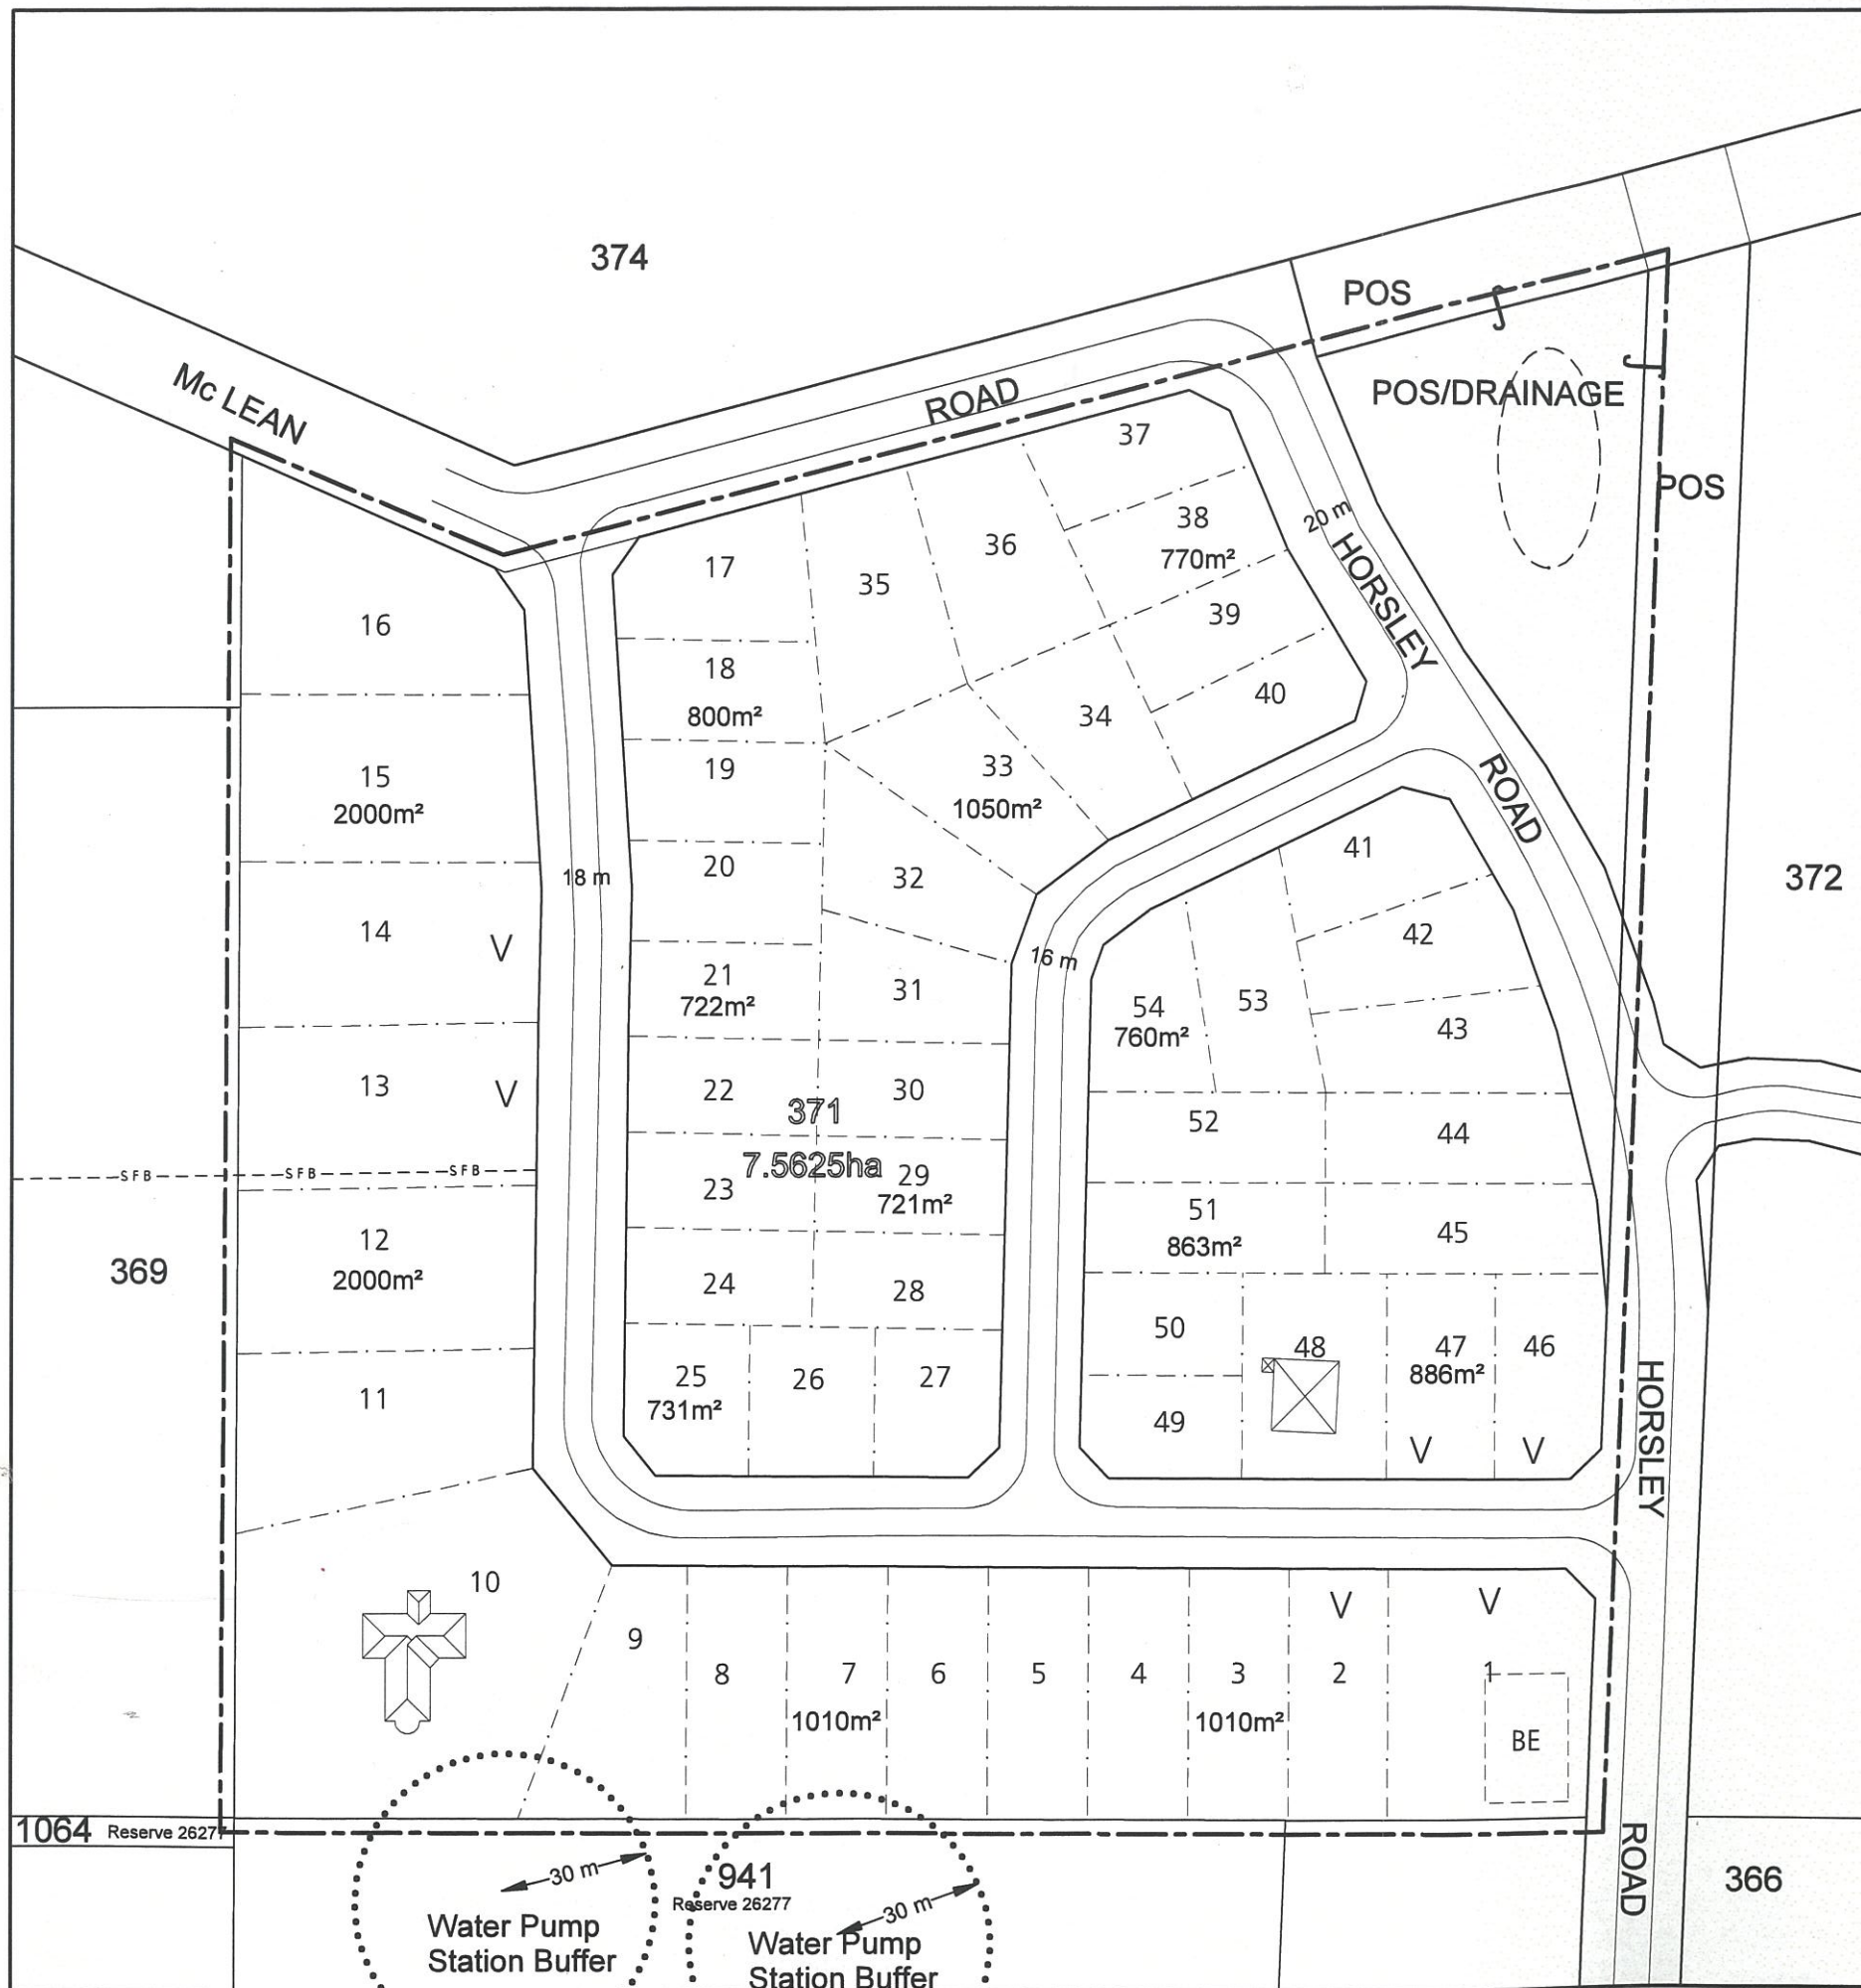 374
POS
Mc LEAN
ROAD
POS/DRAINAGE
37
POS
38
770m²
20 m
HORSLEY
17
36
35
16
39
18
800m²
34
40
15
2000m²
19
33
1050m²
ROAD
41
372
18 m
20
32
14
V
42
16 m
21
722m²
31
54
760m²
53
43
13
V
22
30
371
7.5625ha
52
44
SFB
SFB
SFB
23
29
721m²
51
863m²
45
369
12
2000m²
24
28
50
48
47
886m²
46
11
25
731m²
26
27
49
V
V
HORSLEY
10
9
8
7
1010m²
6
5
4
3
1010m²
2
V
V
1
BE
1064
Reserve 26277
30 m
941
Reserve 26277
30 m
ROAD
366
Water Pump
Station Buffer
Water Pump
Station Buffer